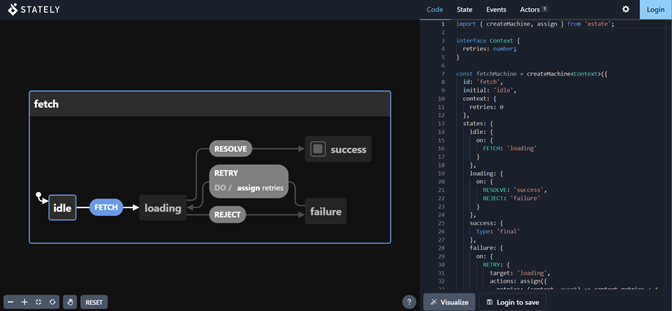 STATELY
Code State Events Actors 1 Login
fetch
RESOLVE
success
RETRY
DO / assign retries
idle
FETCH
loading
REJECT
failure
RESET
?
1 import { createMachine, assign } from 'xstate';
2
3 interface Context {
4 retries: number;
5 }
6
7 const fetchMachine = createMachine<Context>({
8 id: 'fetch',
9 initial: 'idle',
10 context: {
11 retries: 0
12 },
13 states: {
14 idle: {
15 on: {
16 FETCH: 'loading'
17 }
18 },
19 loading: {
20 on: {
21 RESOLVE: 'success',
22 REJECT: 'failure'
23 }
24 },
25 success: {
26 type: 'final'
27 },
28 failure: {
29 on: {
30 RETRY: {
31 target: 'loading',
32 actions: assign({
Visualize
Login to save